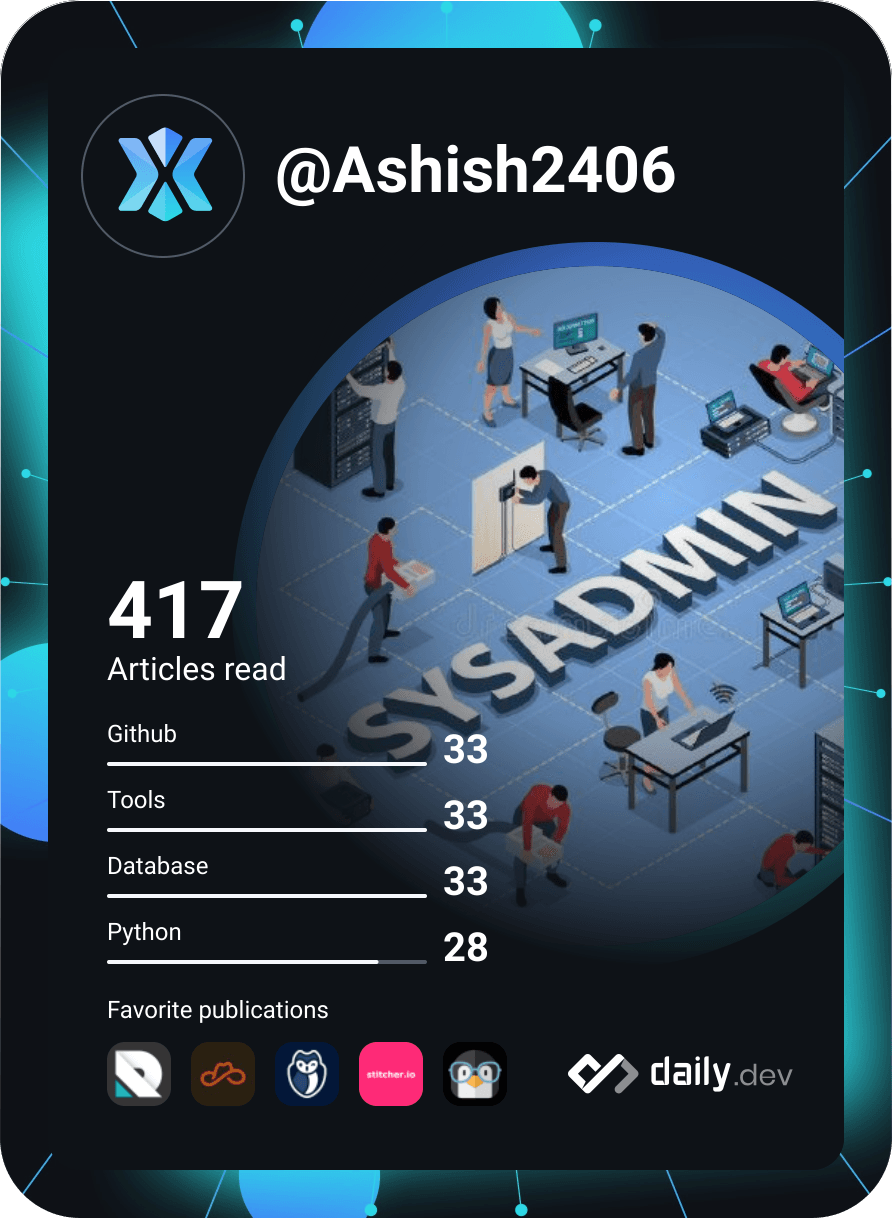 @Ashish2406
SYSADMIN
417
Articles read
Github
33
Tools
33
Database
33
Python
28
Favorite publications
stitcher.io
daily.dev